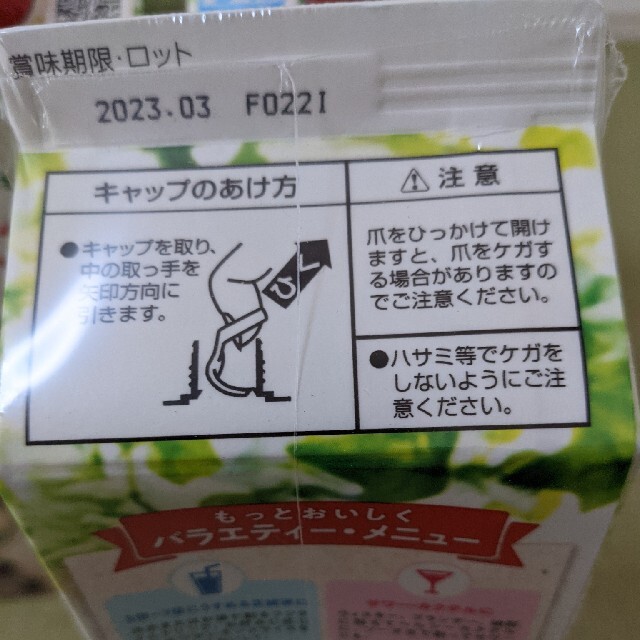 賞味期限・ロット
2023.03 F022I
キャップのあけ方
●キャップを取り、
中の取っ手を
矢印方向に
引きます。
ひく
⚠注意
爪をひっかけて開け
ますと、爪をケガす
る場合がありますの
でご注意ください。
●ハサミ等でケガを
しないようにご注
意ください。
もっとおいしく
バラエティー・メニュー